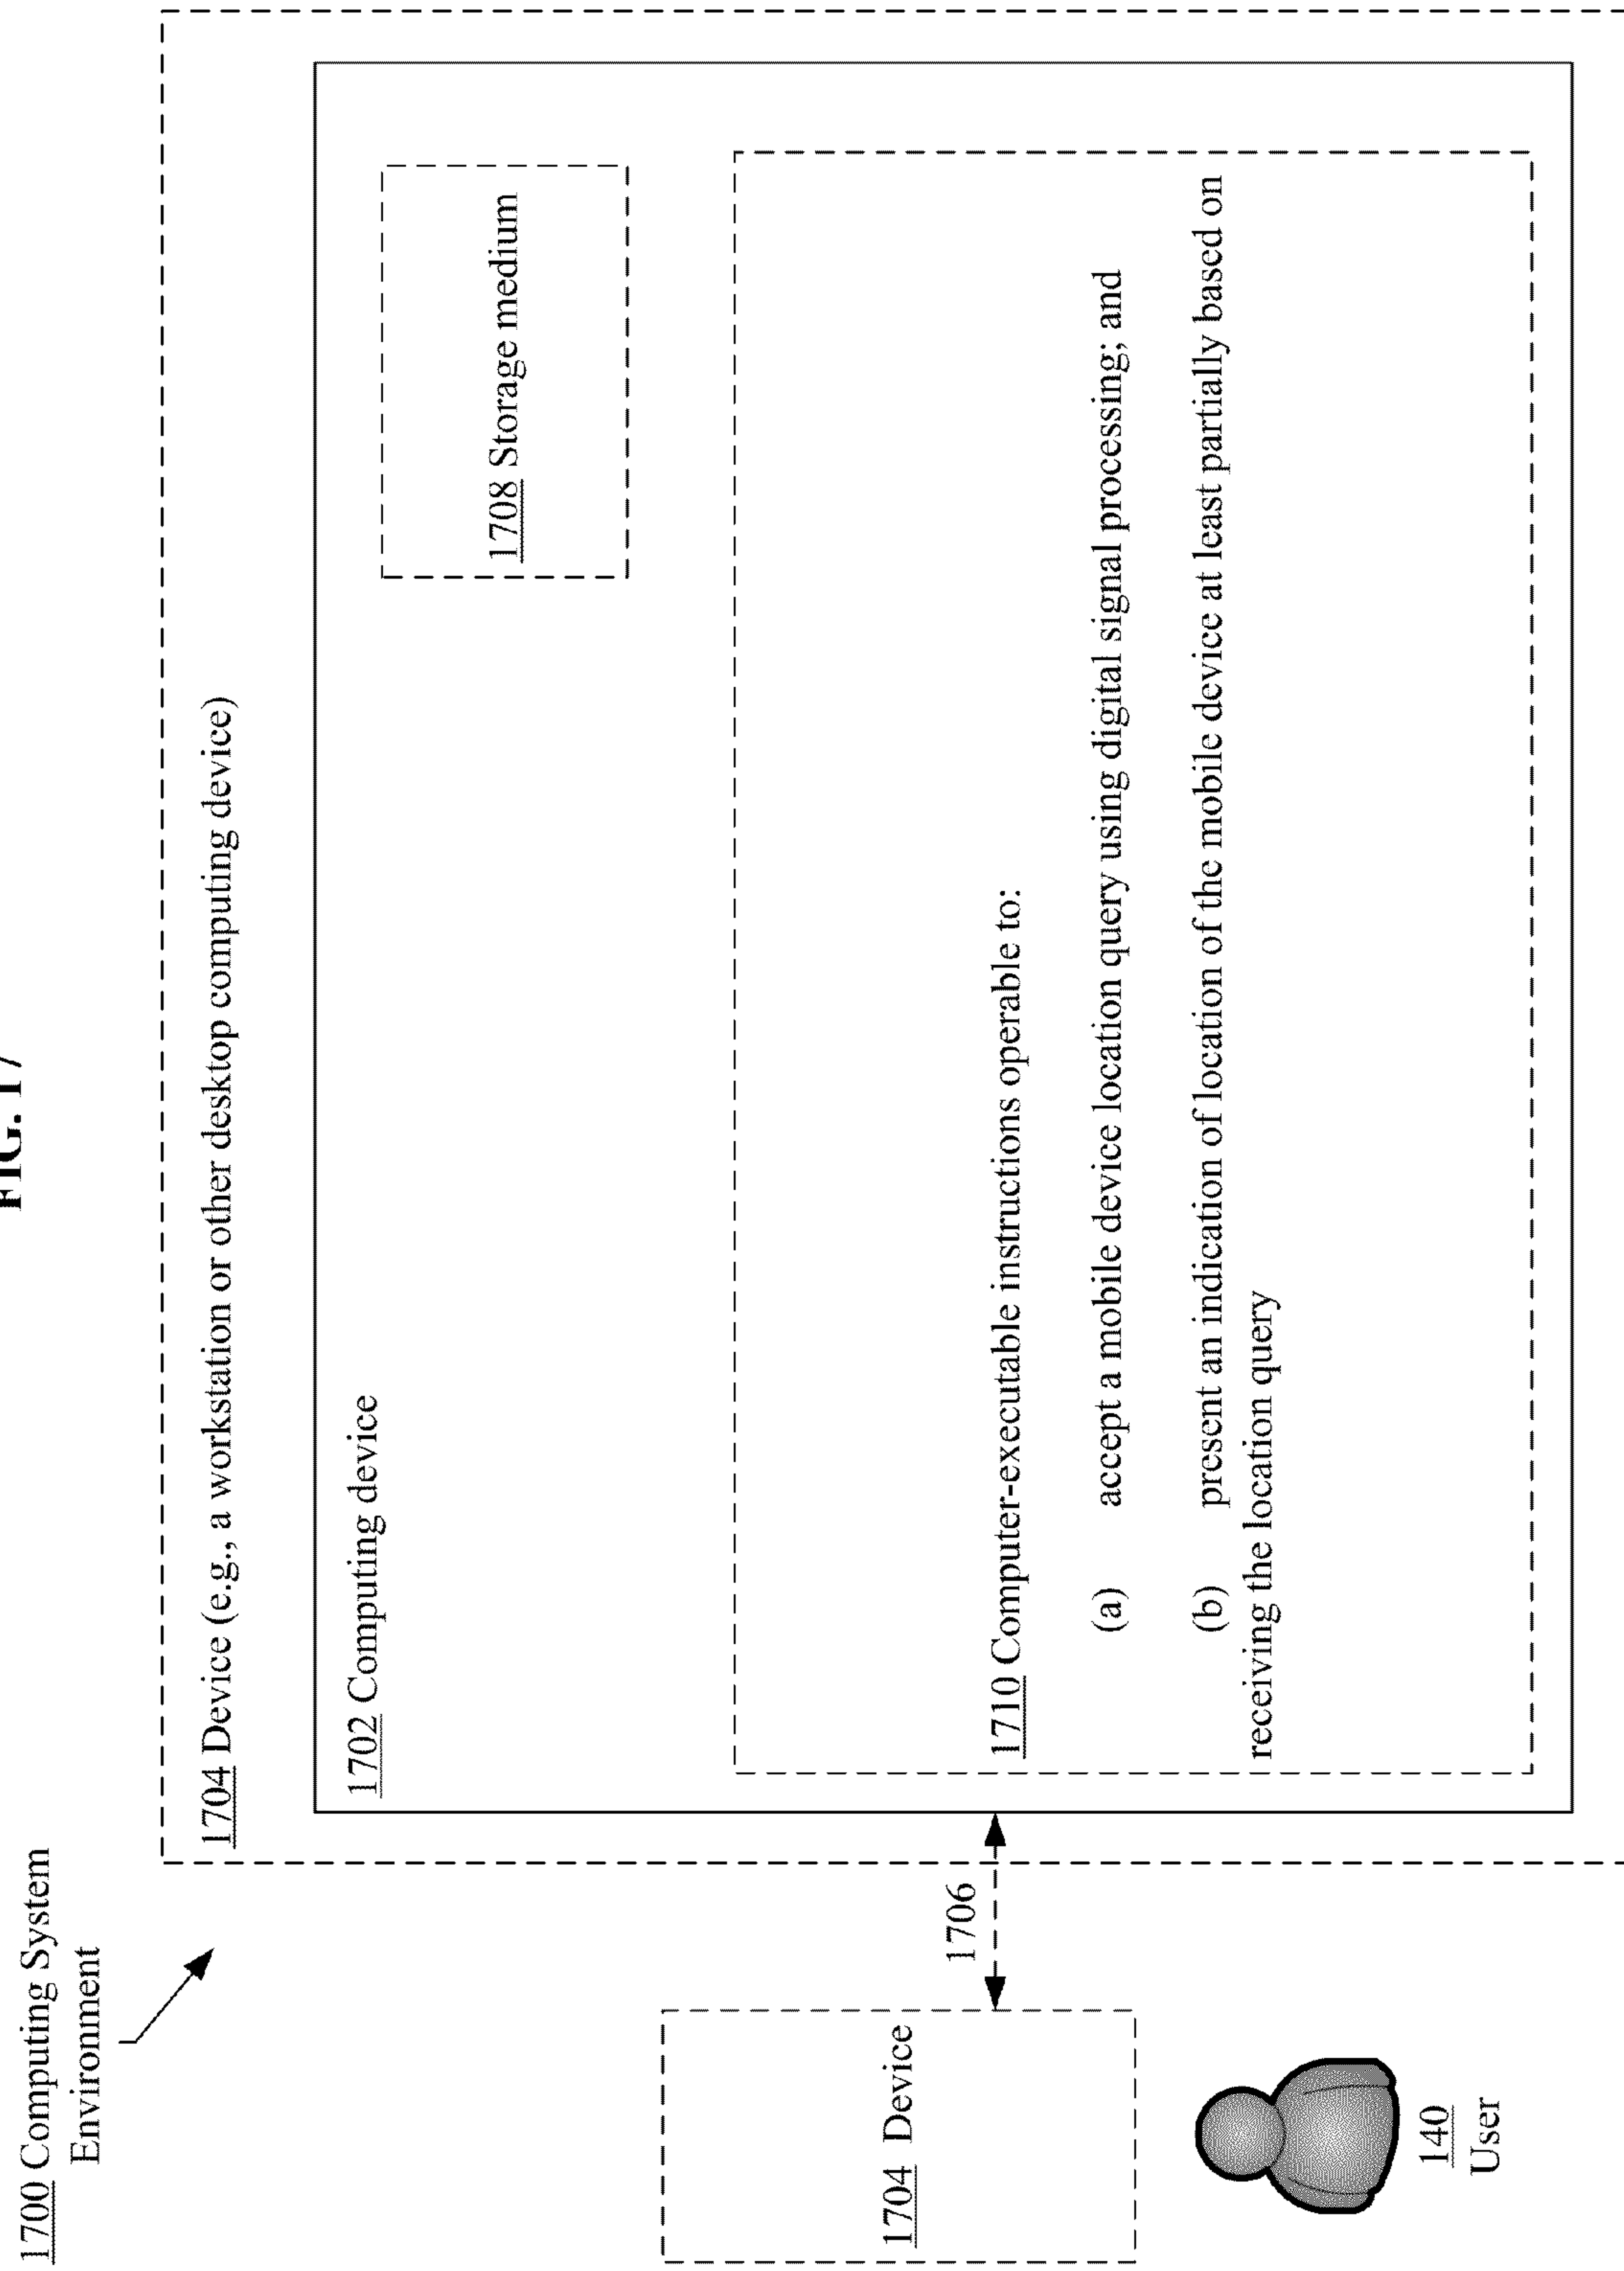 FIG. 17
1700 Computing System
Environment
1704 Device (e.g., a workstation or other desktop computing device)
1702 Computing device
1708 Storage medium
1704 Device
1706
1710 Computer-executable instructions operable to:
(a) accept a mobile device location query using digital signal processing; and
(b) present an indication of location of the mobile device at least partially based on
receiving the location query
140
User